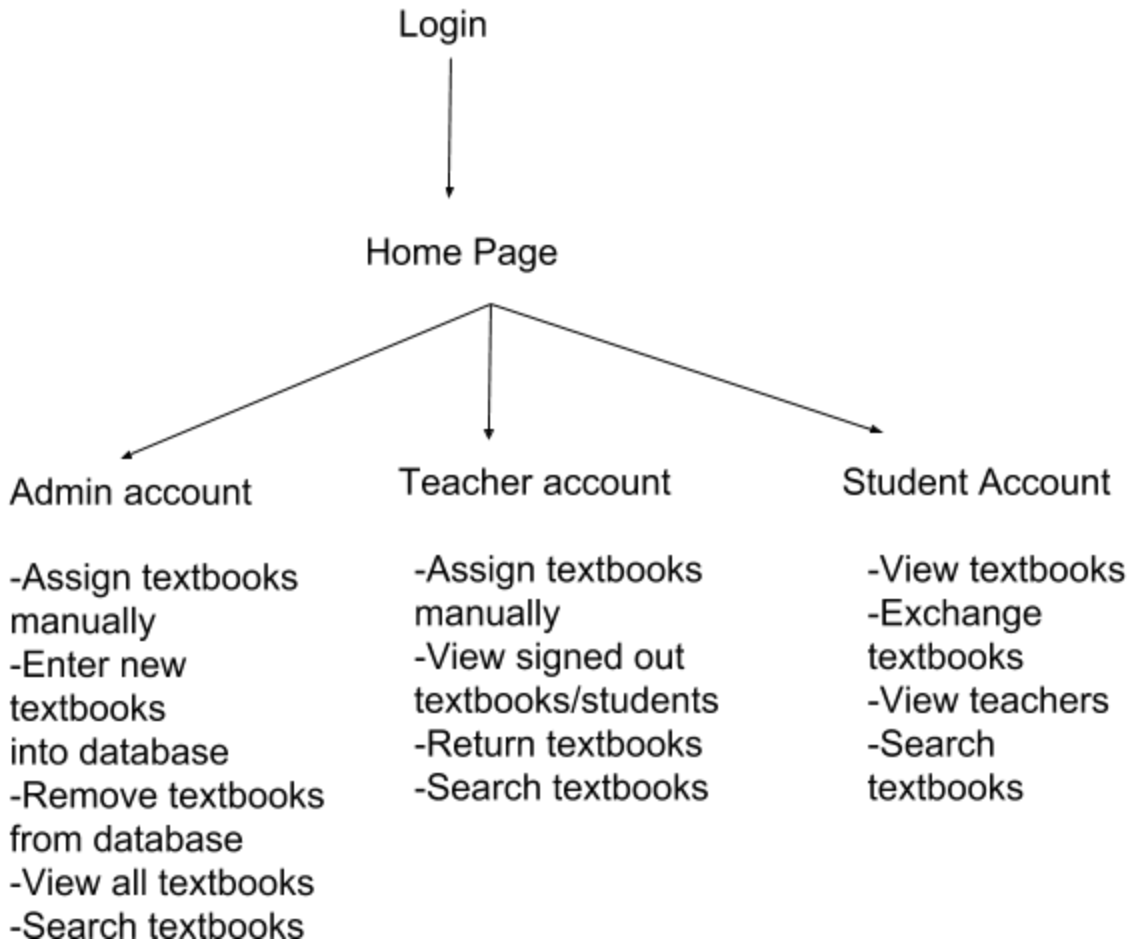 Login
Home Page
Admin account
-Assign textbooks
manually
-Enter new
textbooks
into database
-Remove textbooks
from database
-View all textbooks
-Search textbooks
Teacher account
-Assign textbooks
manually
-View signed out
textbooks/students
-Return textbooks
-Search textbooks
Student Account
-View textbooks
-Exchange
textbooks
-View teachers
-Search
textbooks